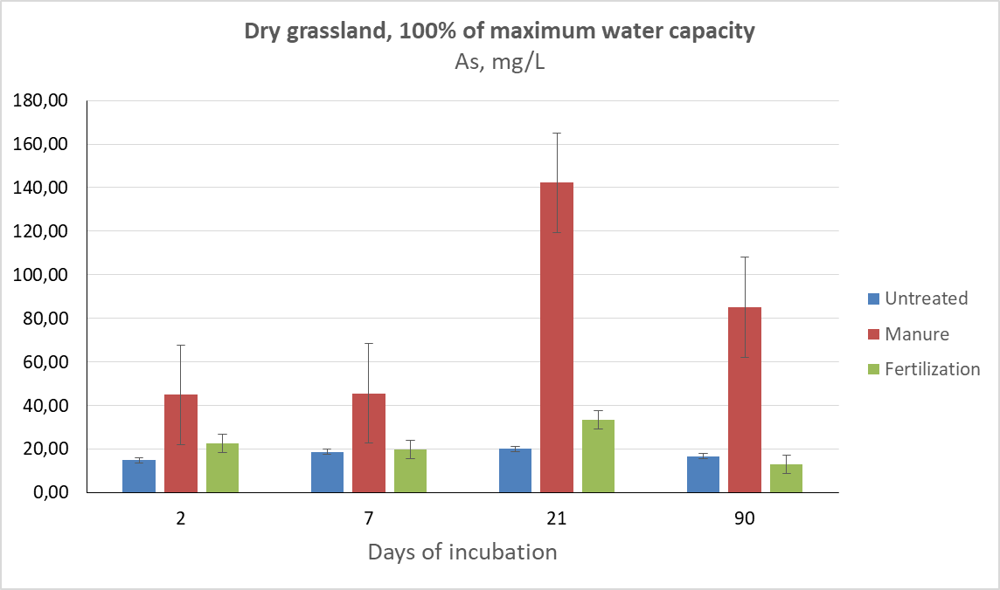 Dry grassland, 100% of maximum water capacity
As, mg/L
180,00
160,00
140,00
120,00
100,00
80,00
60,00
40,00
20,00
0,00
2 7 21 90
Days of incubation
Untreated
Manure
Fertilization